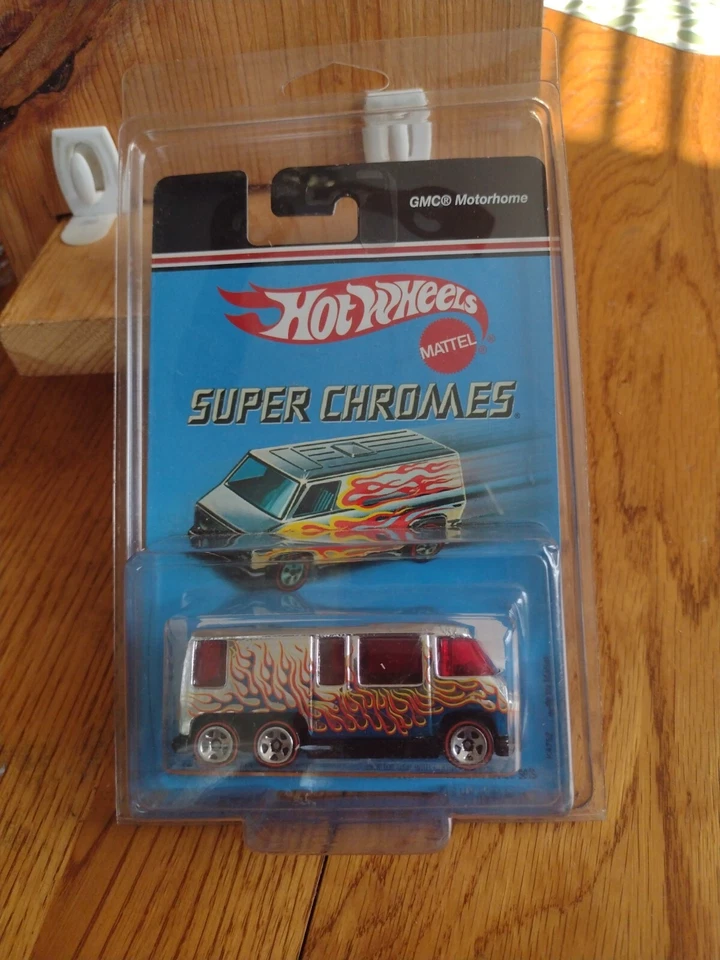 GMC® Motorhome
HOT WHEELS
MATTEL ®
SUPER CHROMES®